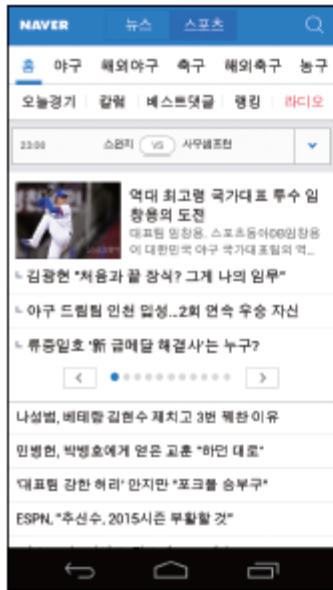 NAVER 뉴스 스포츠
홈 야구 해외야구 축구 해외축구 농구
오늘경기 칼럼 베스트댓글 랭킹 라디오
23:00 스완지 VS 사우샘프턴
역대 최고령 국가대표 투수 임
창용의 도전
대표팀 임창용. 스포츠동아DB임창용
이 대한민국 야구 국가대표팀의 역...
김광현 "처음과 끝 장식? 그게 나의 임무"
야구 드림팀 인천 입성...2회 연속 우승 자신
류중일호 '新 금메달 해결사'는 누구?
나성범, 베테랑 김현수 제치고 3번 꿰찬 이유
민병헌, 박병호에게 얻은 교훈 "하던 대로"
'대표팀 강한 허리' 안지만 "포크볼 승부구"
ESPN, "추신수, 2015시즌 부활할 것"